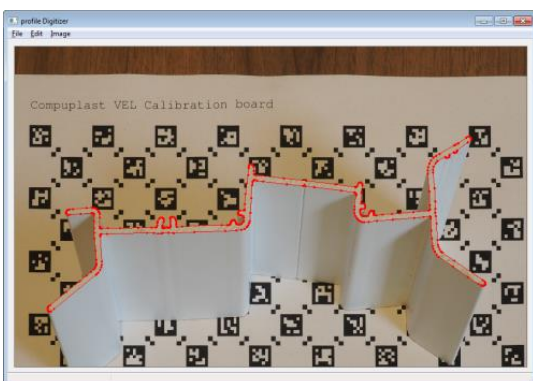 profile Digitizer
File Edit Image
Compuplast VEL Calibration board